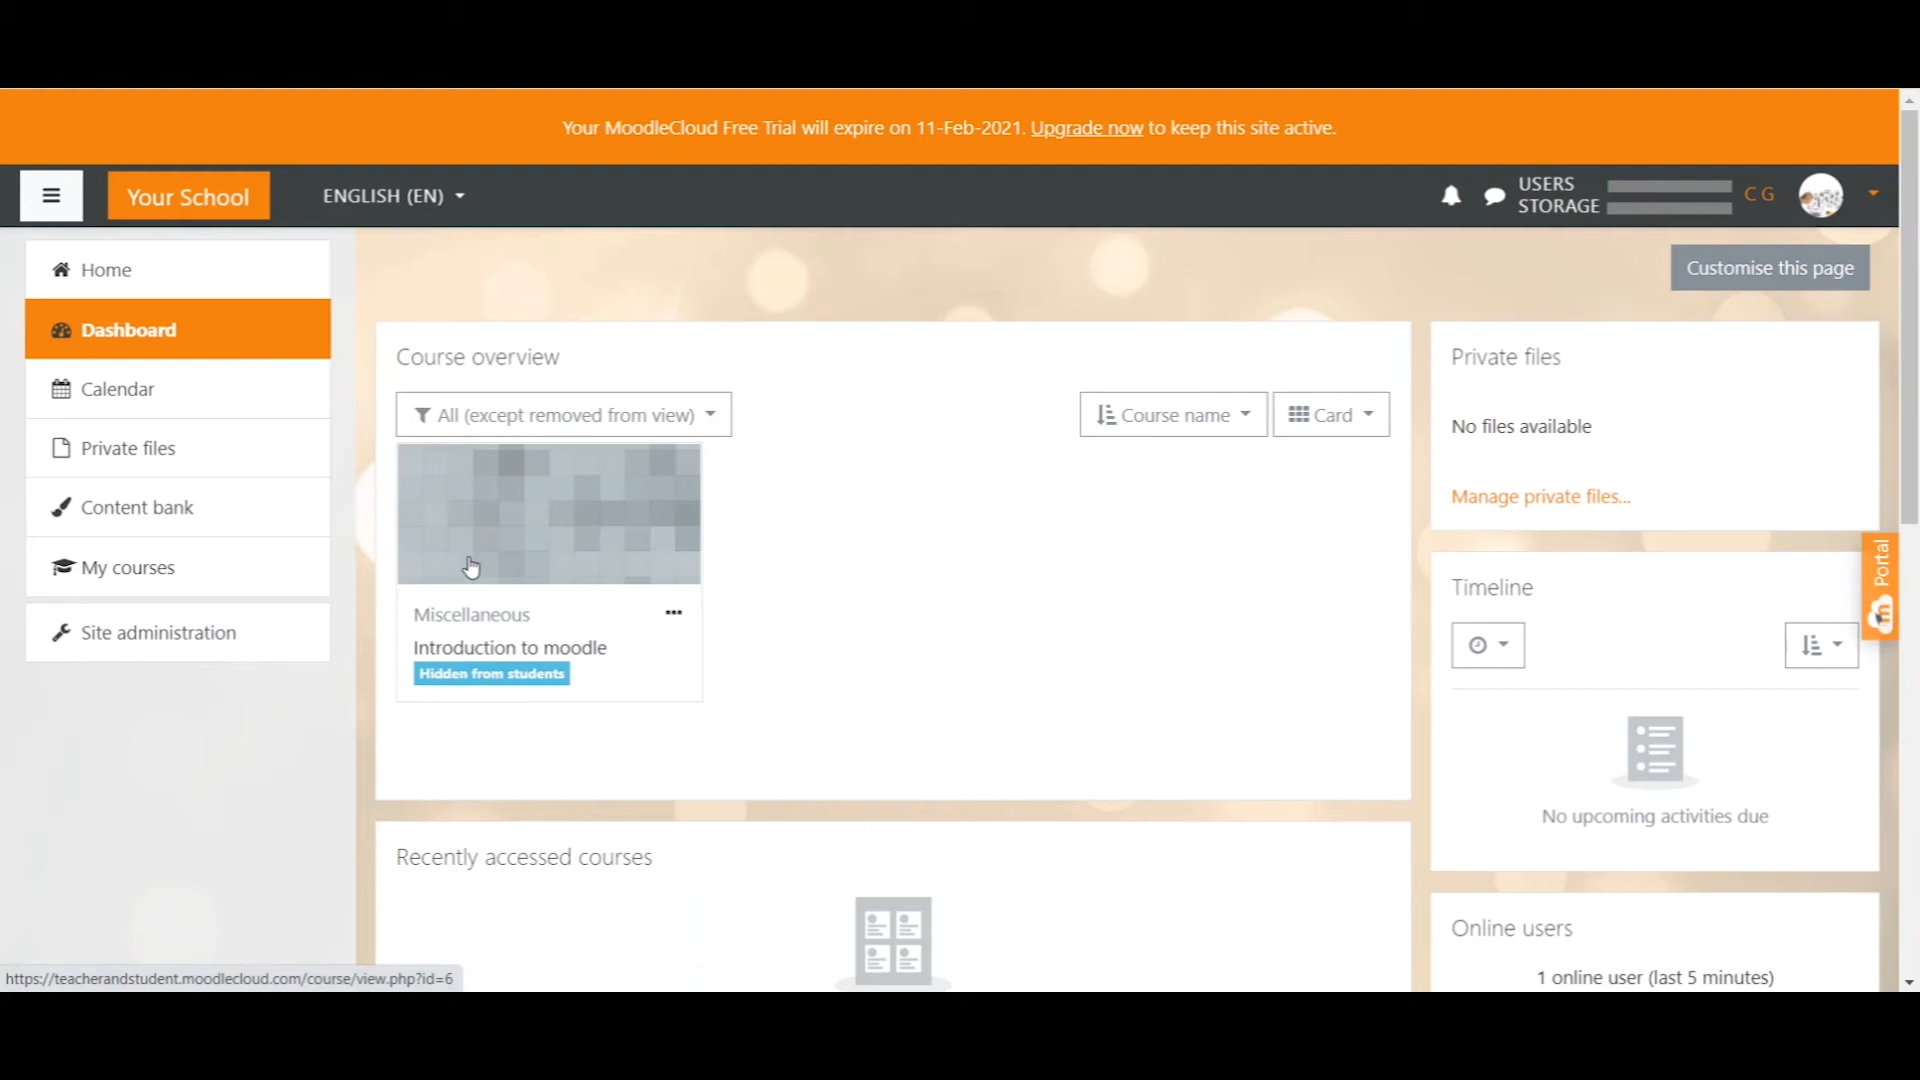 Your MoodleCloud Free Trial will expire on 11-Feb-2021. Upgrade now to keep this site active.
Your School
ENGLISH (EN)
USERS
STORAGE
C G
Home
Dashboard
Calendar
Private files
Content bank
My courses
Site administration
Customise this page
Course overview
All (except removed from view)
Course name
Card
Miscellaneous
Introduction to moodle
Hidden from students
Recently accessed courses
Private files
No files available
Manage private files...
Portal
Timeline
No upcoming activities due
Online users
1 online user (last 5 minutes)
https://teacherandstudent.moodlecloud.com/course/view.php?id=6